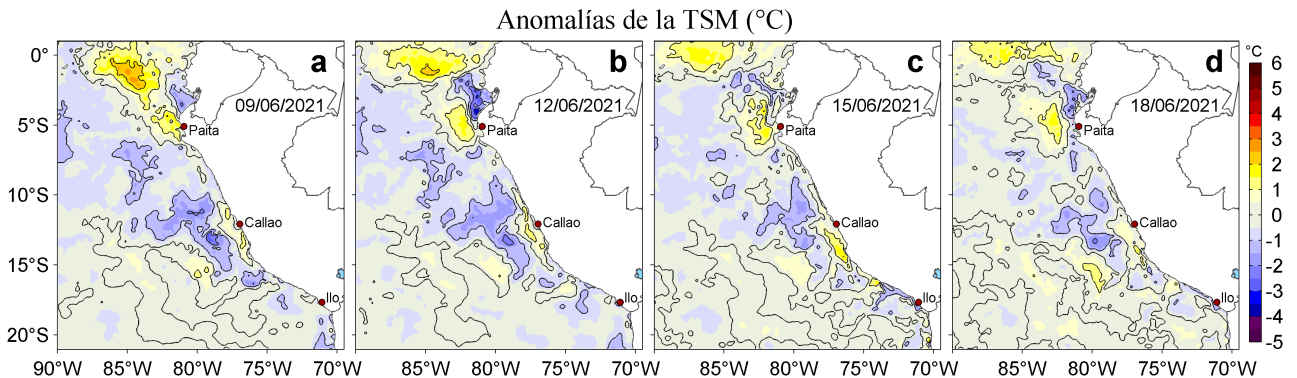 Anomalías de la TSM (°C)
a
b
c
d
09/06/2021
12/06/2021
15/06/2021
18/06/2021
Paita
Paita
Paita
Paita
Callao
Callao
Callao
Callao
Ilo
Ilo
Ilo
Ilo
0°
5°S
10°S
15°S
20°S
90°W 85°W 80°W 75°W 70°W
85°W 80°W 75°W 70°W
85°W 80°W 75°W 70°W
85°W 80°W 75°W 70°W
°C
6
5
4
3
2
1
0
-1
-2
-3
-4
-5